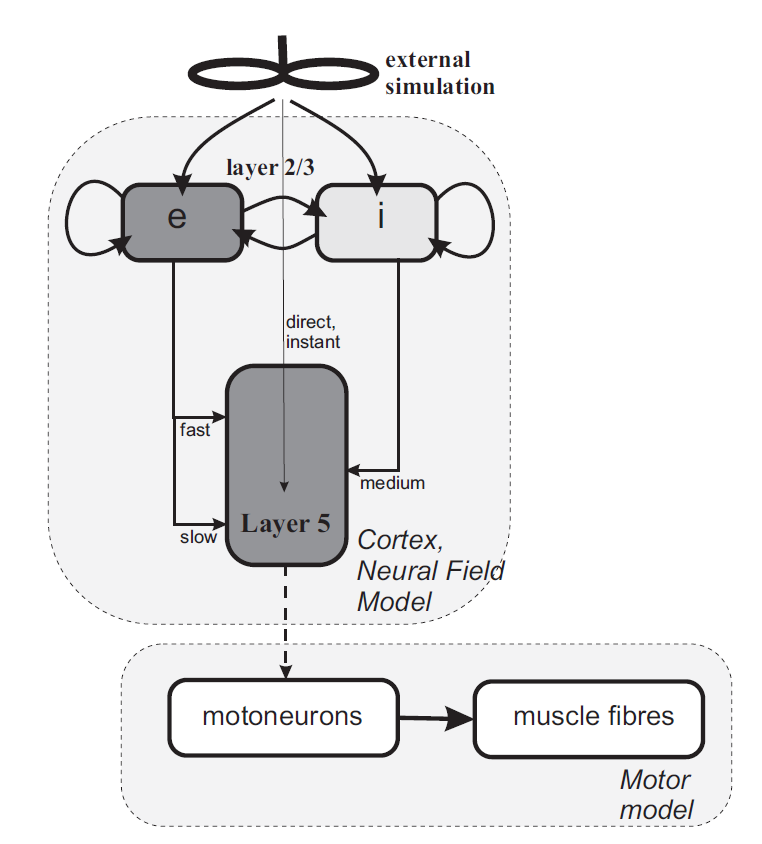 external
simulation
layer 2/3
e
i
direct,
instant
fast
medium
slow
Layer 5
Cortex,
Neural Field
Model
motoneurons
muscle fibres
Motor
model